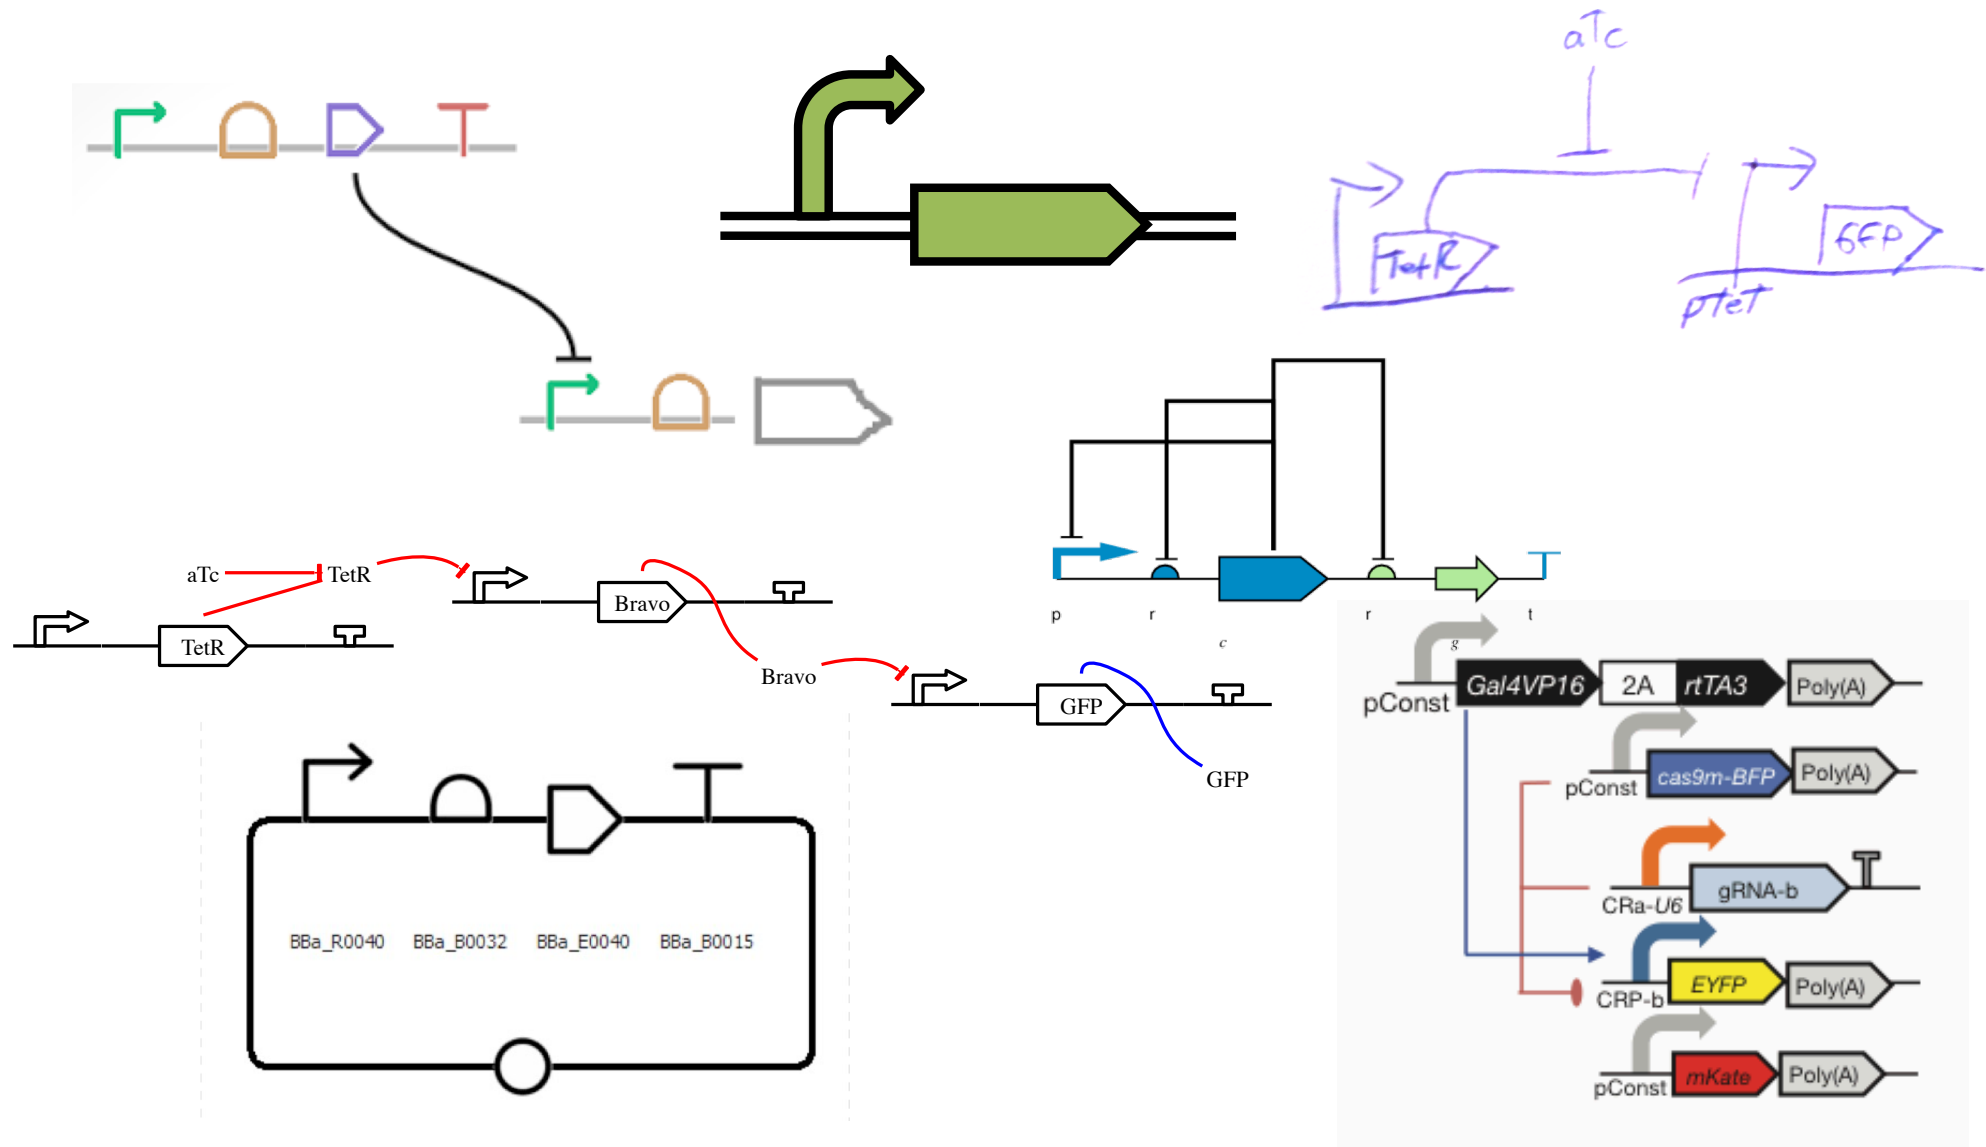 aTc
TetR
GFP
pTeT
aTc
TetR
TetR
Bravo
Bravo
GFP
GFP
p r c r g t
pConst
Gal4VP16 2A rtTA3 Poly(A)
pConst
cas9m-BFP Poly(A)
CRa-U6
gRNA-b
CRP-b
EYFP Poly(A)
pConst
mKate Poly(A)
BBa_R0040 BBa_B0032 BBa_E0040 BBa_B0015